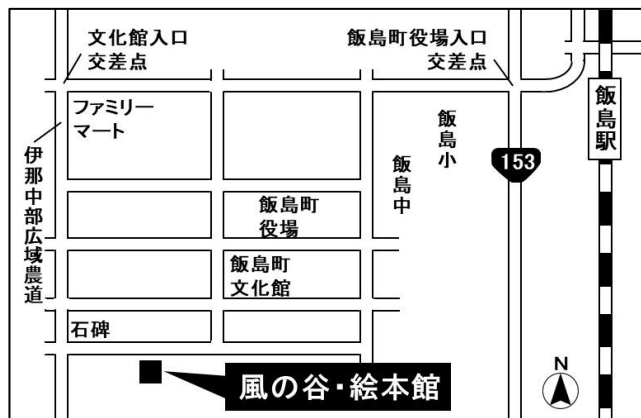 文化館入口
交差点
飯島町役場入口
交差点
ファミリー
マート
伊那中部広域農道
飯島小
飯島中
153
飯島駅
飯島町
役場
飯島町
文化館
石碑
風の谷・絵本館
N